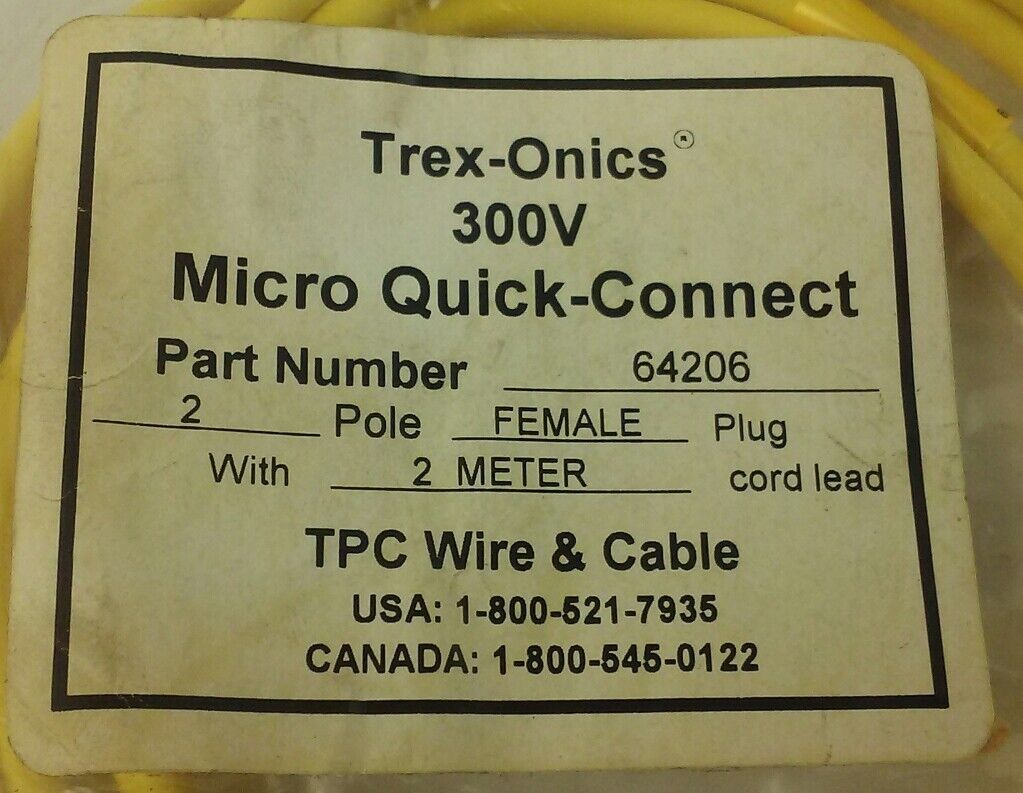 Trex-Onics®
300V
Micro Quick-Connect
Part Number 64206
2 Pole FEMALE Plug
With 2 METER cord lead
TPC Wire & Cable
USA: 1-800-521-7935
CANADA: 1-800-545-0122